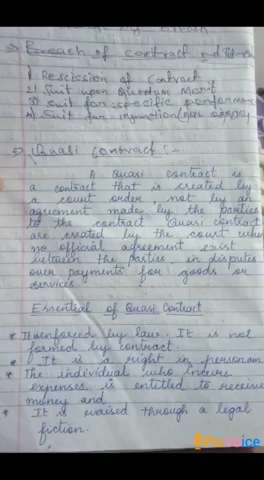 Breach of contract and
1) Rescission of Contract,
2) Suit upon Quantum Merit
3) Suit for specific performance
4) Suit for injunction
5) Quasi contract :-
A Quasi contract is
a contract that is created by
a court order not by an
agreement made by the parties
to the contract Quasi contract
are created by the court when
no official agreement exist
between the parties, in disputes
over payments for goods or
services.
Essential of Quasi Contract
* It enforced by law. It is not
formed by contract.
* It is a right in personam
* The individual who incurs
expenses is entitled to receive
money and
* It is raised through a legal
fiction.